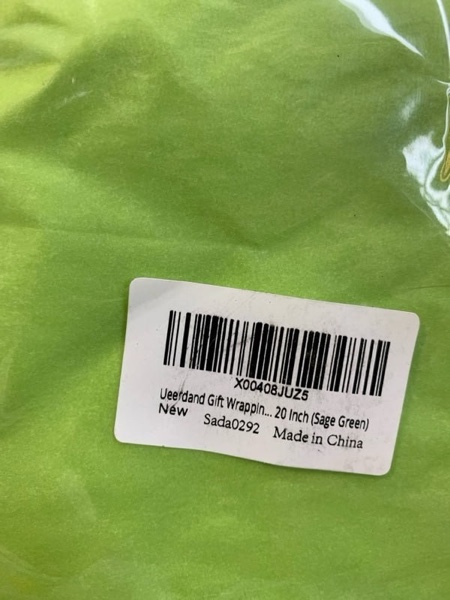 X00408JUZ5
Ueerdand Gift Wrappin... 20 Inch (Sage Green)
New
Sada0292 Made in China